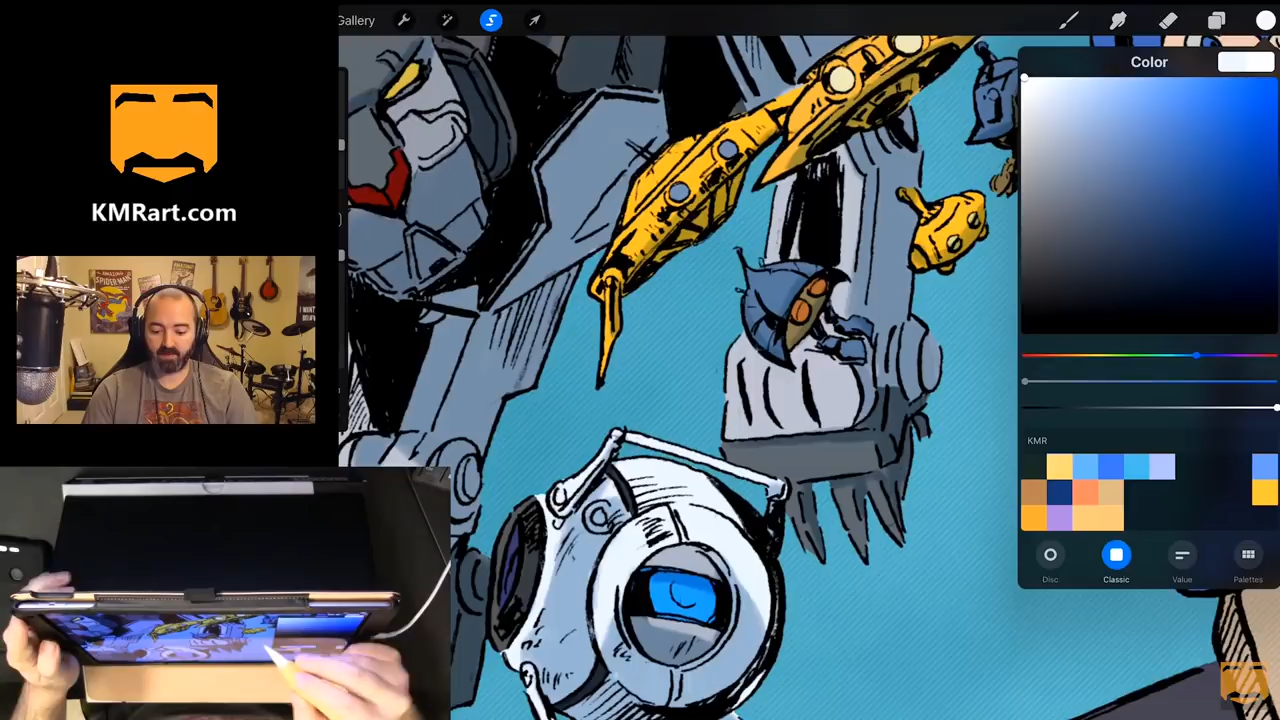 Gallery
Color
KMRart.com
KMR
Disc
Classic
Value
Palettes